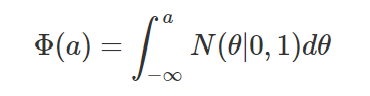 Φ(a) = ∫_{-∞}^{a} N(θ|0, 1)dθ